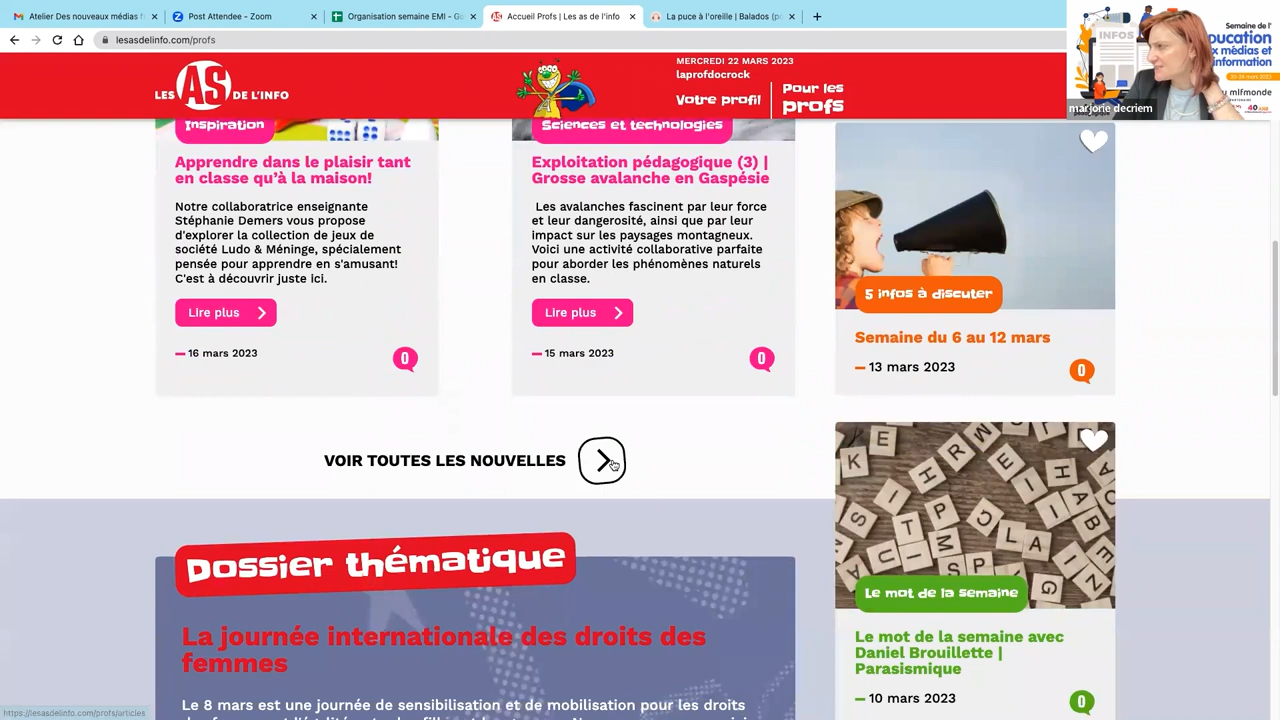 Atelier Des nouveaux médias
Post Attendee - Zoom
Organisation semaine EMI - Go
Accueil Profs | Les as de l'info
La puce à l'oreille | Balados (po
lesasdelinfo.com/profs
LES AS DE L'INFO
MERCREDI 22 MARS 2023
laprofdocrock
Votre profil
Pour les
profs
INFOS
Semaine de l'
ducation
x médias et
information
marjorie decriem
Inspiration
Apprendre dans le plaisir tant
en classe qu'à la maison!
Notre collaboratrice enseignante
Stéphanie Demers vous propose
d'explorer la collection de jeux de
société Ludo & Méninge, spécialement
pensée pour apprendre en s'amusant!
C'est à découvrir juste ici.
Lire plus
16 mars 2023
0
Sciences et technologies
Exploitation pédagogique (3) |
Grosse avalanche en Gaspésie
Les avalanches fascinent par leur force
et leur dangerosité, ainsi que par leur
impact sur les paysages montagneux.
Voici une activité collaborative parfaite
pour aborder les phénomènes naturels
en classe.
Lire plus
15 mars 2023
0
5 infos à discuter
Semaine du 6 au 12 mars
13 mars 2023
0
VOIR TOUTES LES NOUVELLES
Dossier thématique
La journée internationale des droits des
femmes
Le 8 mars est une journée de sensibilisation et de mobilisation pour les droits
Le mot de la semaine
Le mot de la semaine avec
Daniel Brouillette |
Parasismique
10 mars 2023
0
https://lesasdelinfo.com/profs/articles